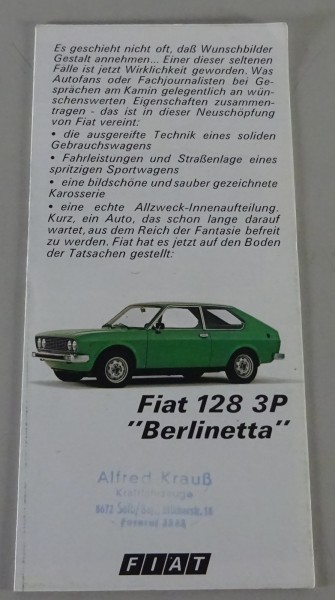 Es geschieht nicht oft, daß Wunschbilder
Gestalt annehmen... Einer dieser seltenen
Fälle ist jetzt Wirklichkeit geworden. Was
Autofans oder Fachjournalisten bei Ge-
sprächen am Kamin gelegentlich an wün-
schenswerten Eigenschaften zusammen-
tragen - das ist in dieser Neuschöpfung
von Fiat vereint:
• die ausgereifte Technik eines soliden
Gebrauchswagens
• Fahrleistungen und Straßenlage eines
spritzigen Sportwagens
• eine bildschöne und sauber gezeichnete
Karosserie
• eine echte Allzweck-Innenaufteilung.
Kurz, ein Auto, das schon lange darauf
wartet, aus dem Reich der Fantasie befreit
zu werden. Fiat hat es jetzt auf den Boden
der Tatsachen gestellt:
Fiat 128 3P
"Berlinetta"
Alfred Krauß
Kraftfahrzeuge
8672 Selb/
FIAT